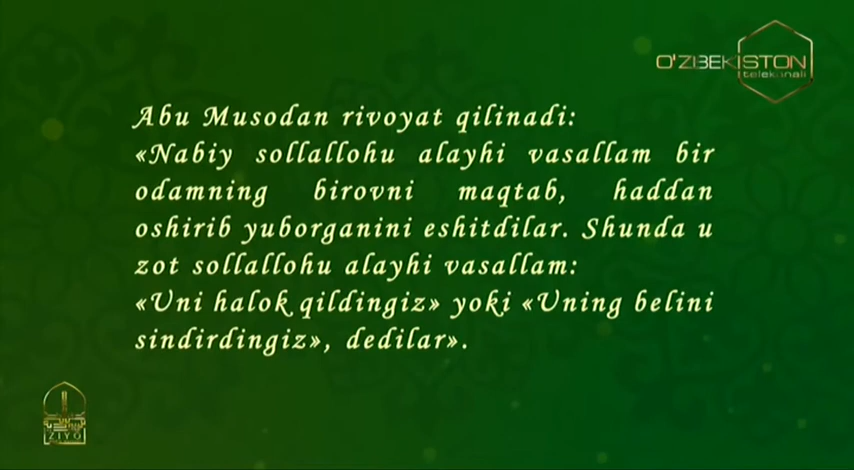 O'ZIBEKISTON
telekanali
Abu Musodan rivoyat qilinadi:
«Nabiy sollallohu alayhi vasallam bir
odamning birovni maqtab, haddan
oshirib yuborganini eshitdilar. Shunda u
zot sollallohu alayhi vasallam:
«Uni halok qildingiz» yoki «Uning belini
sindirdingiz», dedilar».
ZIYO